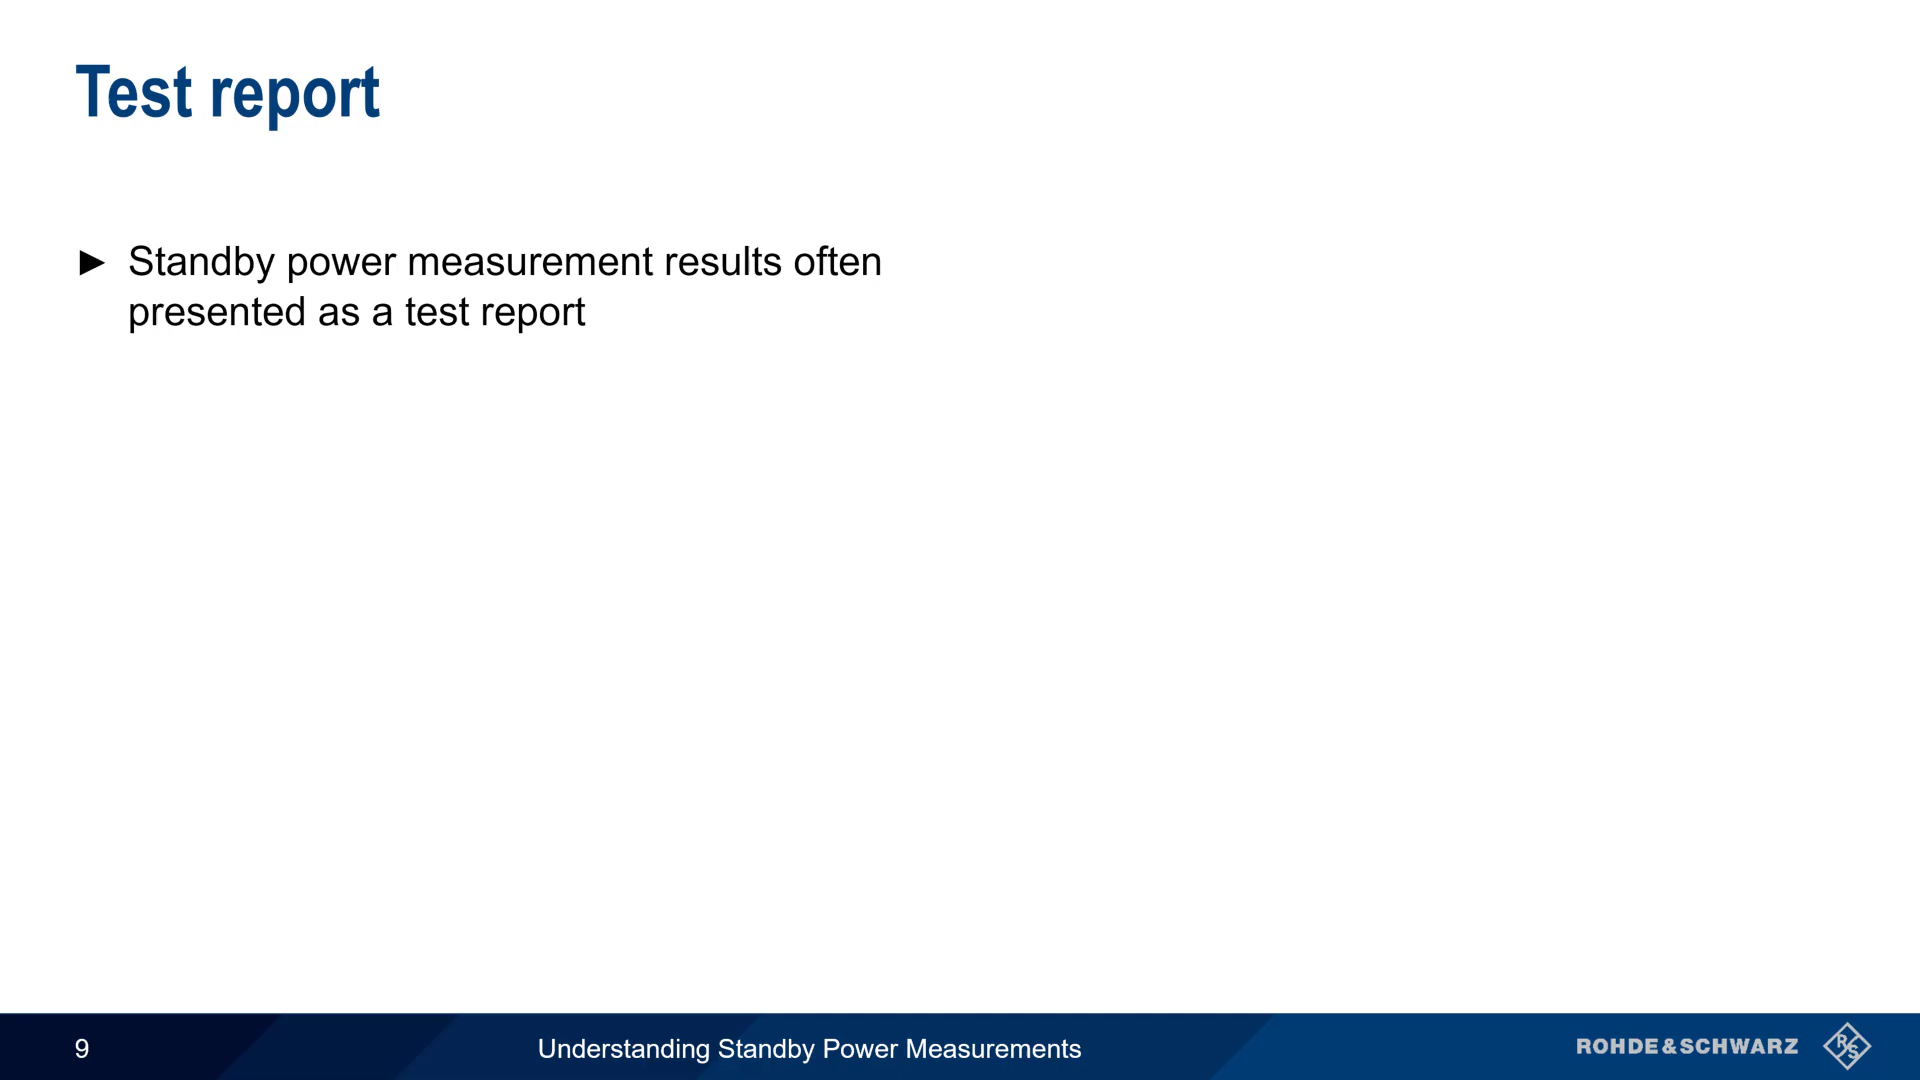 Test report
► Standby power measurement results often
presented as a test report
9
Understanding Standby Power Measurements
ROHDE&SCHWARZ
R&S